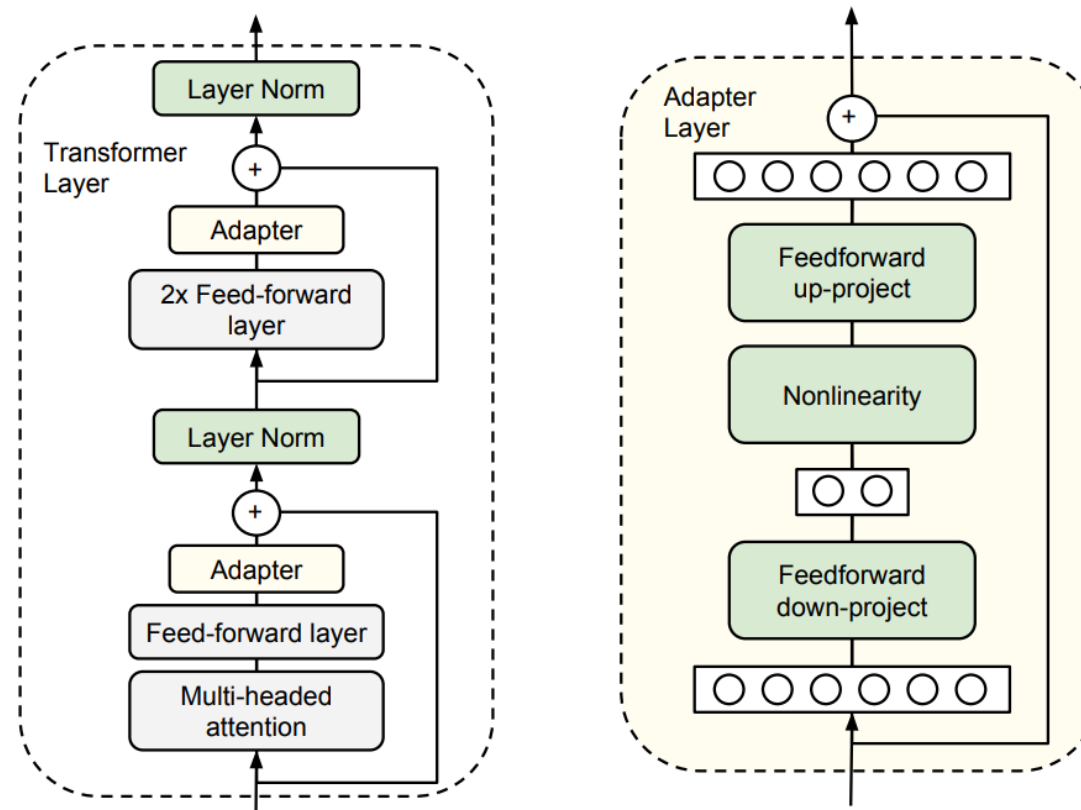 Layer Norm
Transformer
Layer
+
Adapter
2x Feed-forward
layer
Layer Norm
+
Adapter
Feed-forward layer
Multi-headed
attention
Adapter
Layer
+
Feedforward
up-project
Nonlinearity
Feedforward
down-project